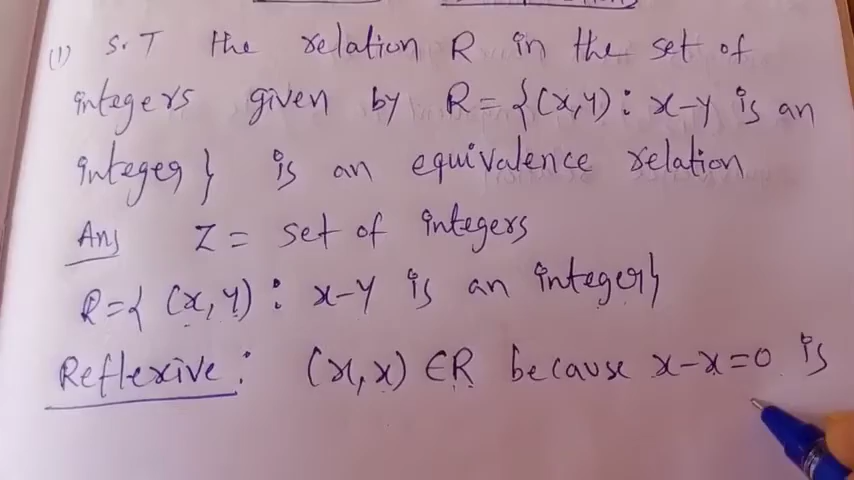 (1) S.T the relation R in the set of
integers given by R={(x,y): x-y is an
integer} is an equivalence relation
Ans Z = set of integers
R={ (x,y): x-y is an integer}
Reflexive: (x,x) ∈R because x-x=0 is